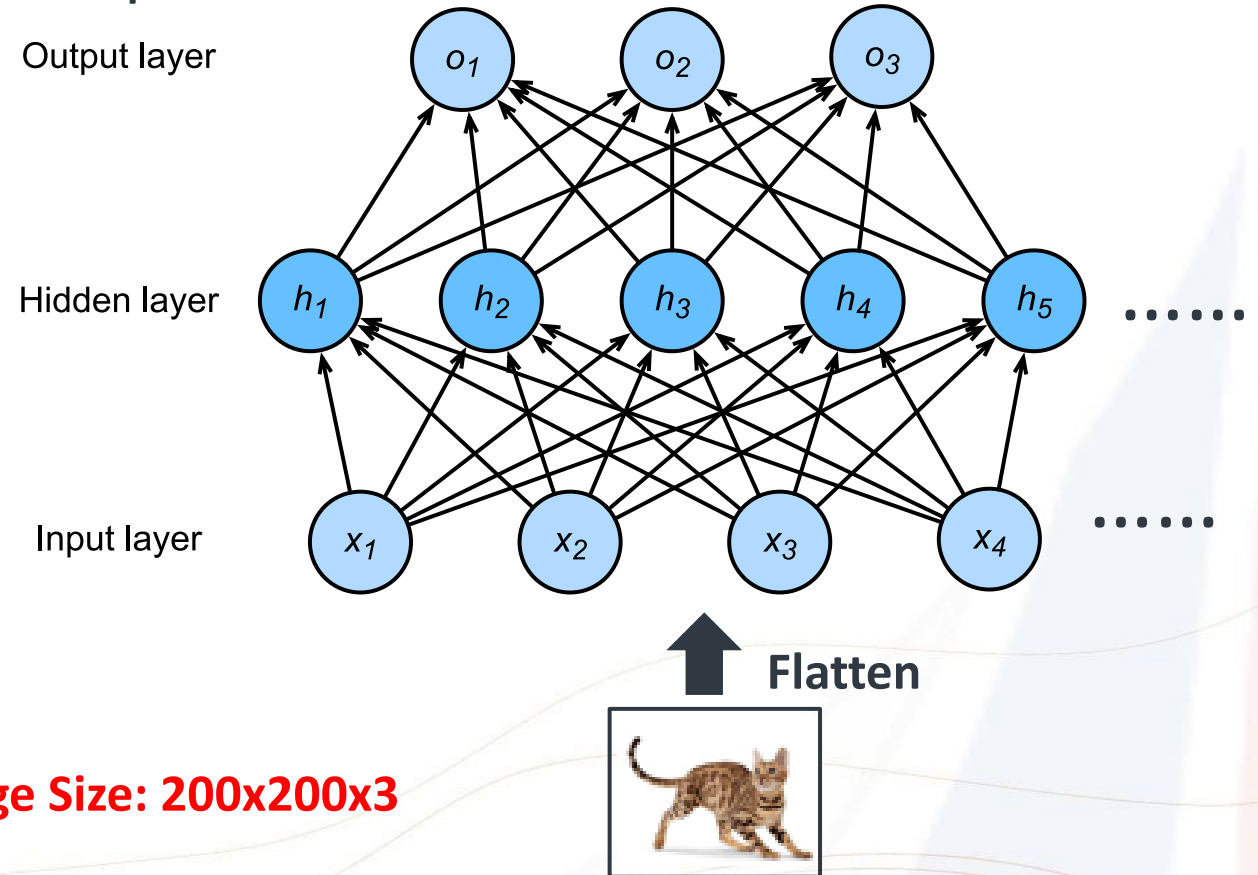 Output layer
o1 o2 o3
Hidden layer
h1 h2 h3 h4 h5 ......
Input layer
x1 x2 x3 x4 ......
Flatten
ge Size: 200x200x3